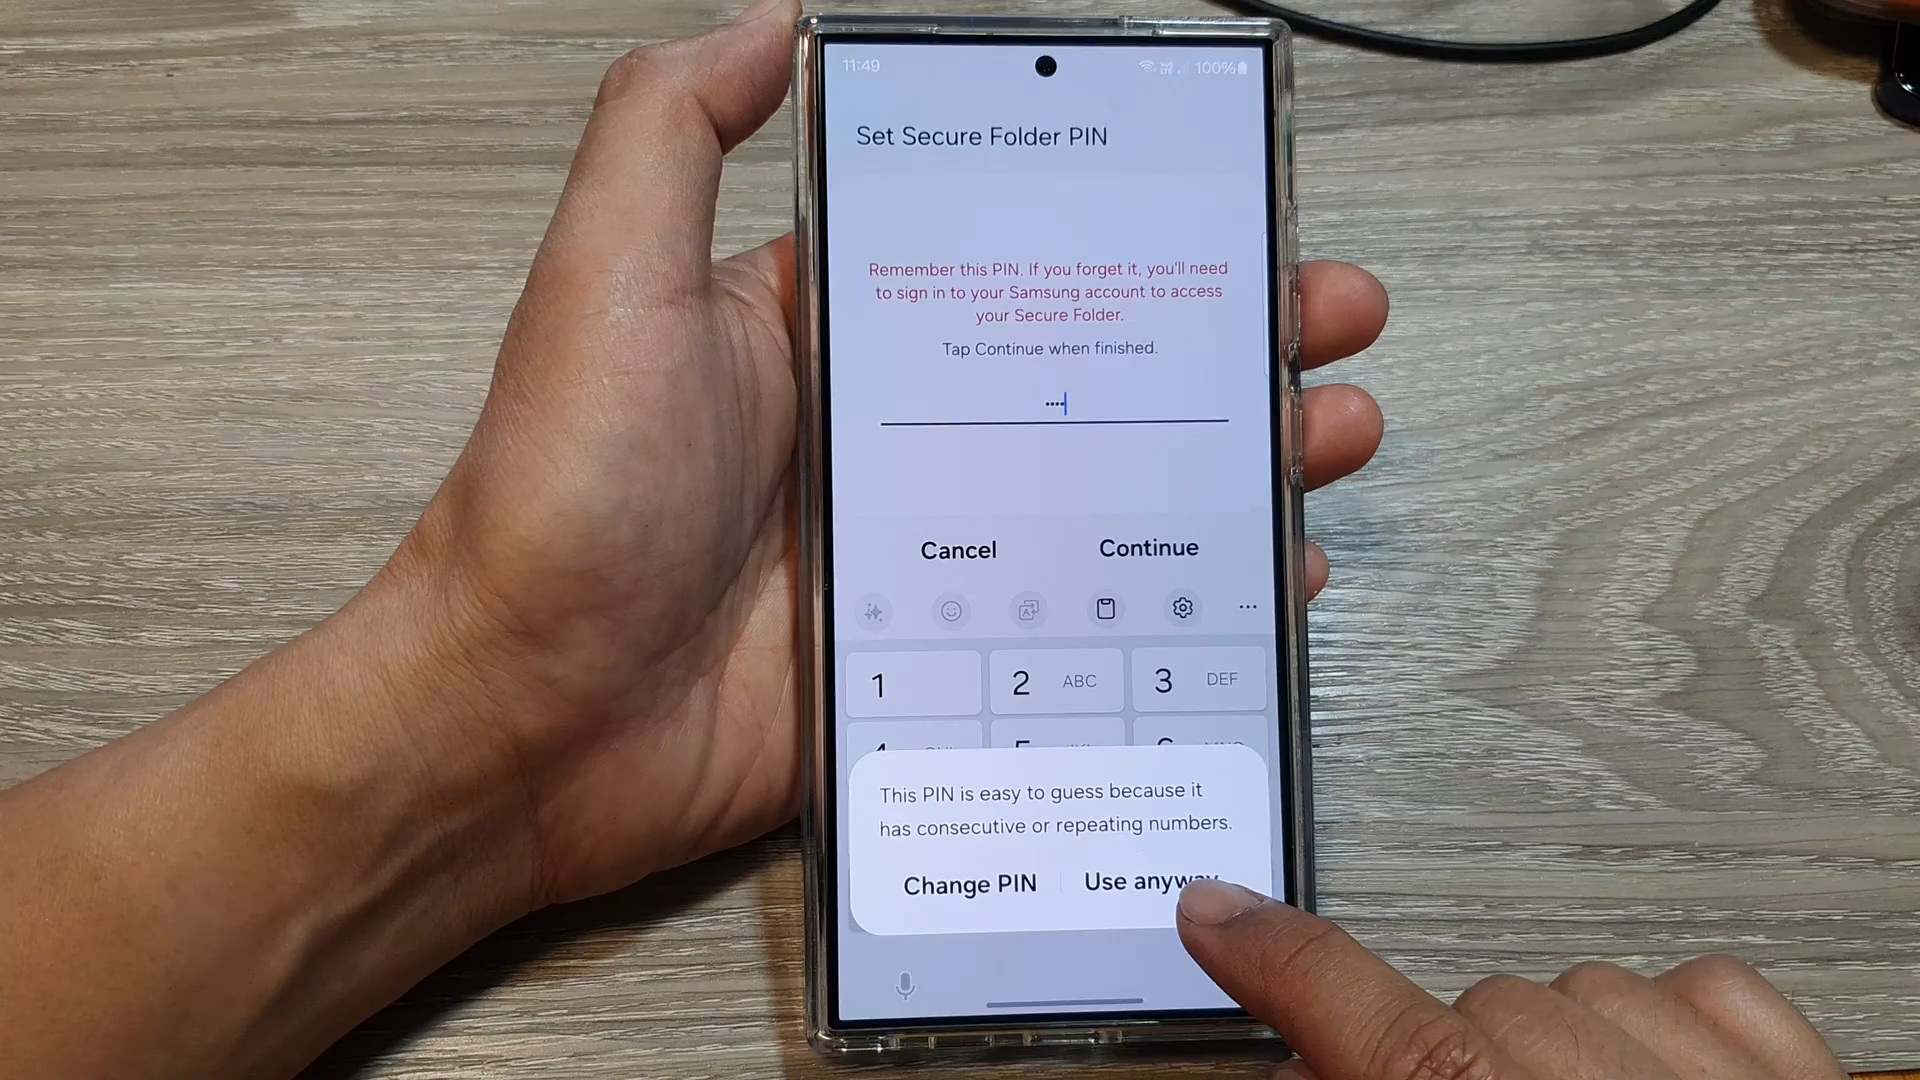 11:49
100%
Set Secure Folder PIN
Remember this PIN. If you forget it, you'll need
to sign in to your Samsung account to access
your Secure Folder.
Tap Continue when finished.
····
Cancel
Continue
1
2 ABC
3 DEF
This PIN is easy to guess because it
has consecutive or repeating numbers.
Change PIN
Use anyway